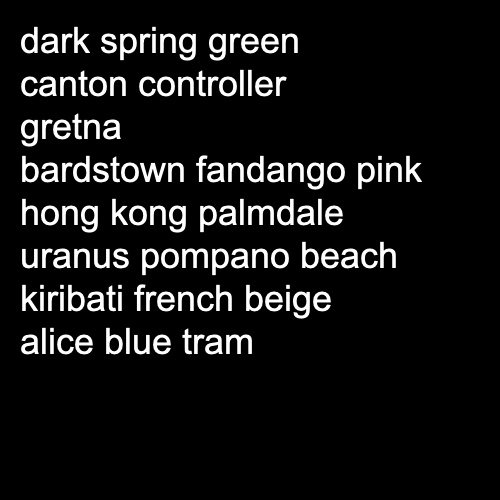 dark spring green
canton controller
gretna
bardstown fandango pink
hong kong palmdale
uranus pompano beach
kiribati french beige
alice blue tram